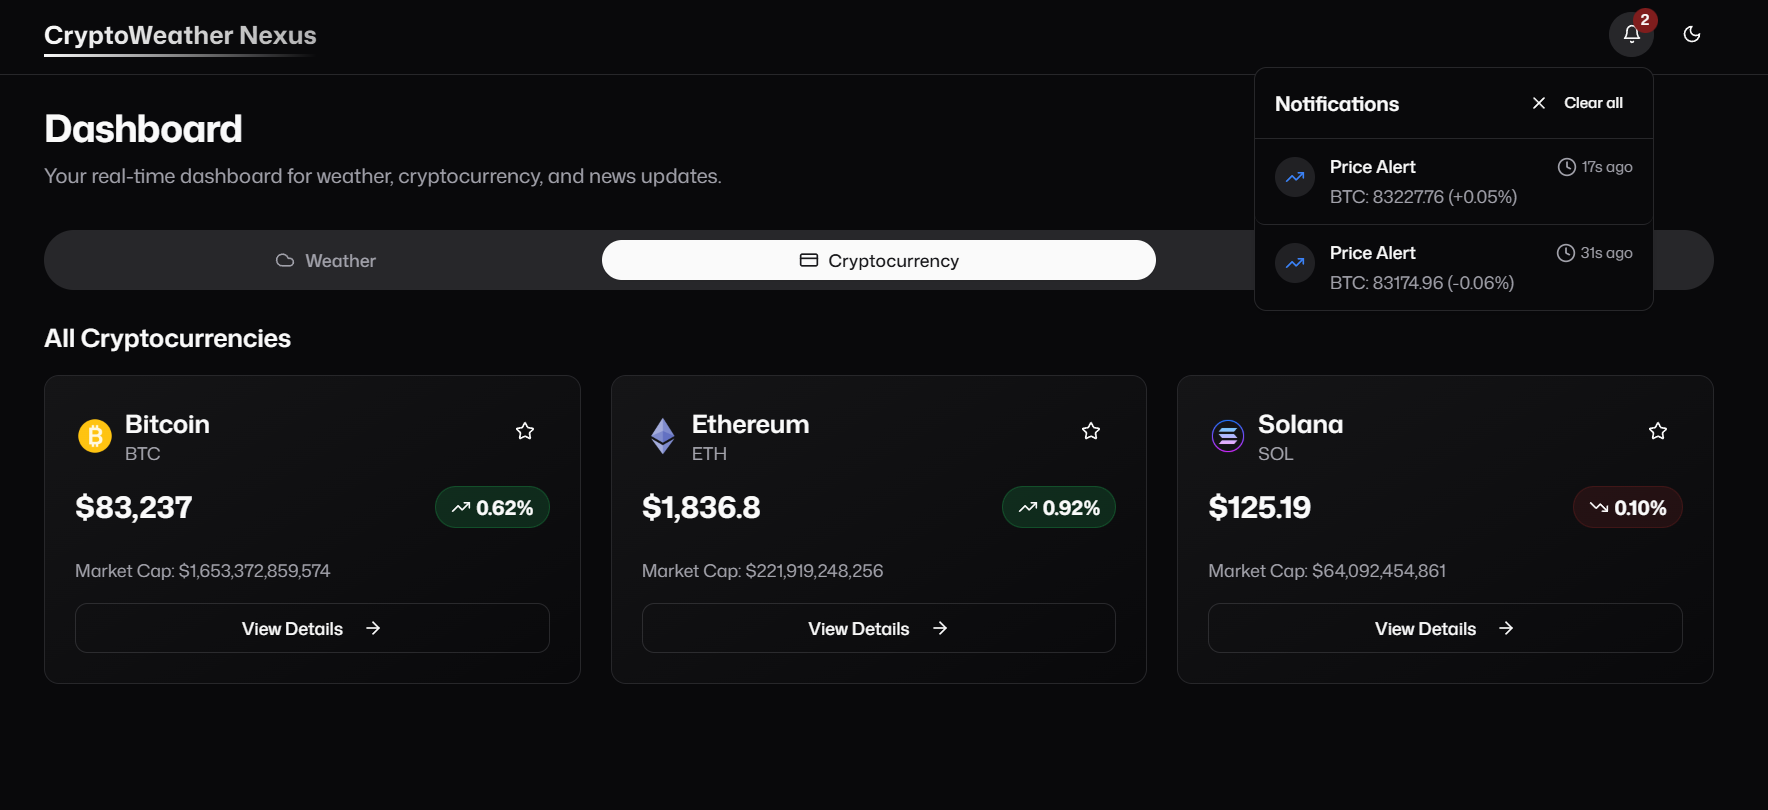 CryptoWeather Nexus
2
Dashboard
Your real-time dashboard for weather, cryptocurrency, and news updates.
Notifications
Clear all
Price Alert
17s ago
BTC: 83227.76 (+0.05%)
Price Alert
31s ago
BTC: 83174.96 (-0.06%)
Weather
Cryptocurrency
All Cryptocurrencies
Bitcoin
BTC
$83,237
0.62%
Market Cap: $1,653,372,859,574
View Details
Ethereum
ETH
$1,836.8
0.92%
Market Cap: $221,919,248,256
View Details
Solana
SOL
$125.19
0.10%
Market Cap: $64,092,454,861
View Details